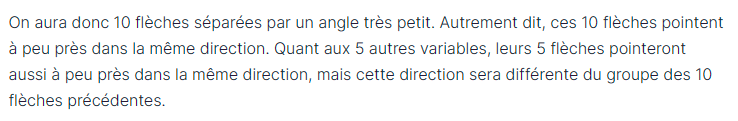 On aura donc 10 flèches séparées par un angle très petit. Autrement dit, ces 10 flèches pointent
à peu près dans la même direction. Quant aux 5 autres variables, leurs 5 flèches pointeront
aussi à peu près dans la même direction, mais cette direction sera différente du groupe des 10
flèches précédentes.